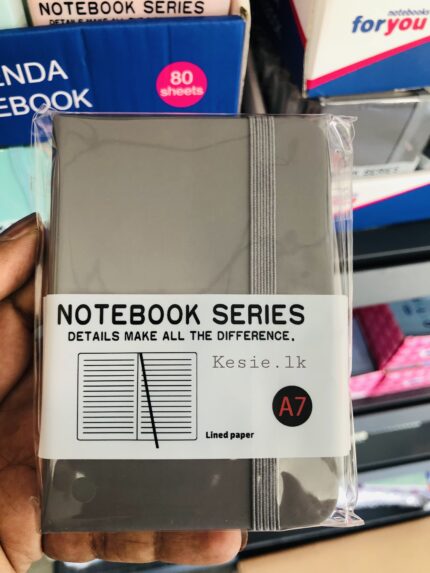 NOTEBOOK SERIES
notebooks
foryou
ENDA
EBOOK
80
sheets
NOTEBOOK SERIES
DETAILS MAKE ALL THE DIFFERENCE.
Kesie.lk
A7
Lined paper